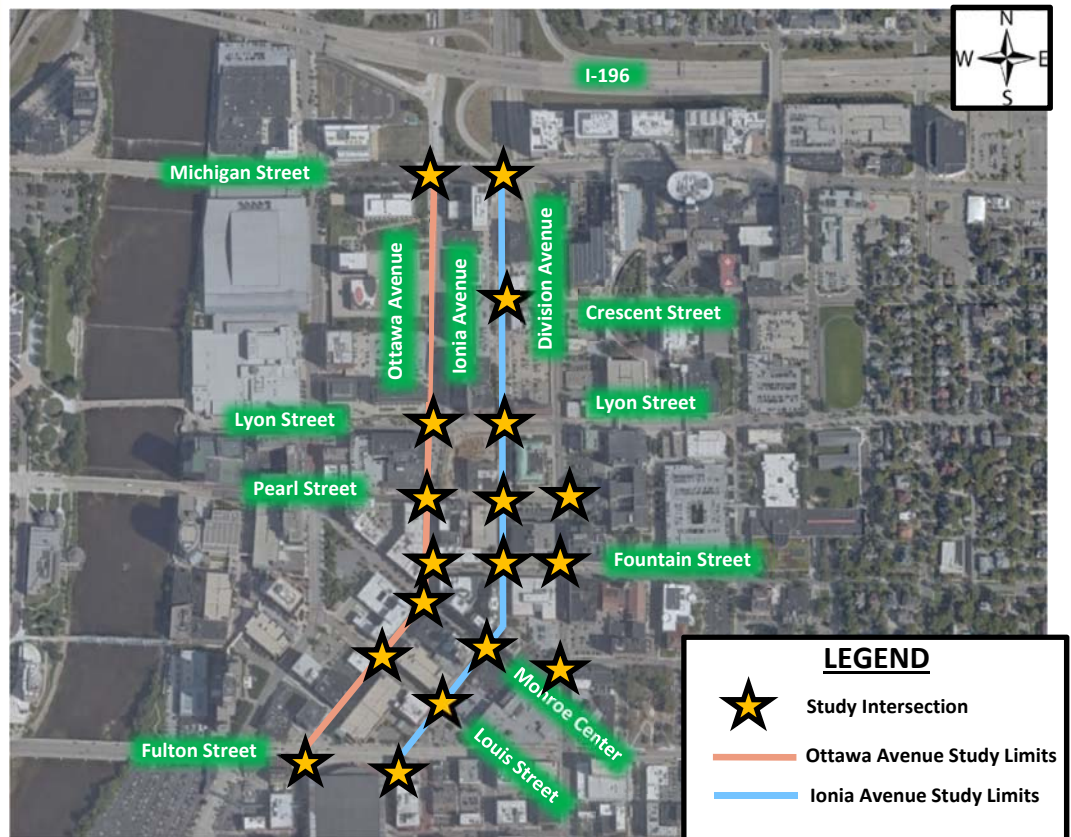 N
W E
S
I-196
Michigan Street
Ottawa Avenue
Ionia Avenue
Division Avenue
Crescent Street
Lyon Street
Lyon Street
Pearl Street
Fountain Street
Monroe Center
Louis Street
Fulton Street
LEGEND
Study Intersection
Ottawa Avenue Study Limits
Ionia Avenue Study Limits